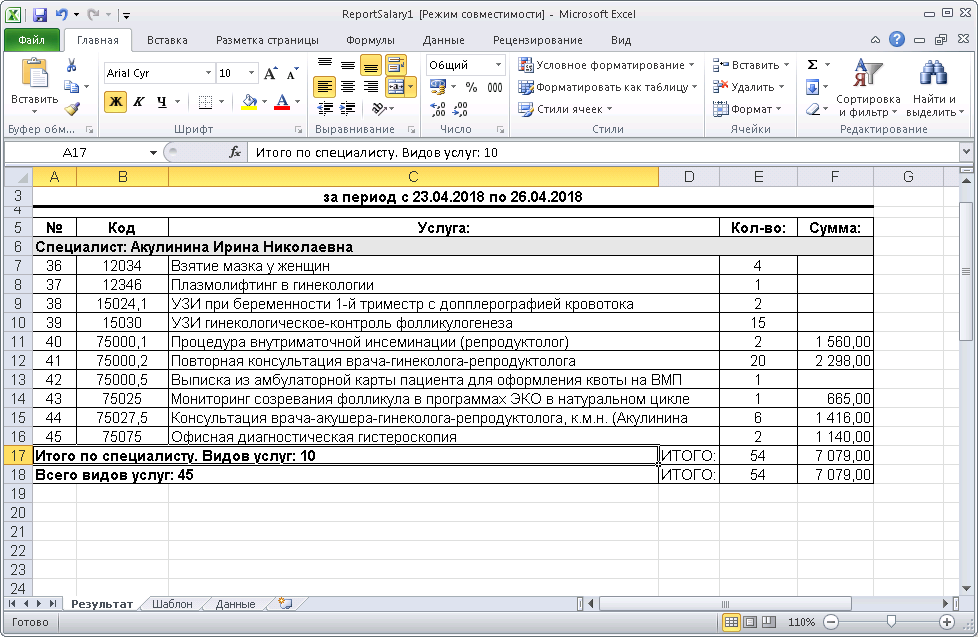 ReportSalary1 [Режим совместимости] - Microsoft Excel
Файл Главная Вставка Разметка страницы Формулы Данные Рецензирование Вид
Arial Cyr 10 Общий Условное форматирование Вставить
Вставить Форматировать как таблицу Удалить Сортировка и фильтр Найти и выделить
Ж К Ч Стили ячеек Формат
Буфер обм... Шрифт Выравнивание Число Стили Ячейки Редактирование
A17 fx Итого по специалисту. Видов услуг: 10
A B C D E F G
3 за период с 23.04.2018 по 26.04.2018
4
5 № Код Услуга: Кол-во: Сумма:
6 Специалист: Акулинина Ирина Николаевна
7 36 12034 Взятие мазка у женщин 4
8 37 12346 Плазмолифтинг в гинекологии 1
9 38 15024,1 УЗИ при беременности 1-й триместр с допплерографией кровотока 2
10 39 15030 УЗИ гинекологическое-контроль фолликулогенеза 15
11 40 75000,1 Процедура внутриматочной инсеминации (репродуктолог) 2 1 560,00
12 41 75000,2 Повторная консультация врача-гинеколога-репродуктолога 20 2 298,00
13 42 75000,5 Выписка из амбулаторной карты пациента для оформления квоты на ВМП 1
14 43 75025 Мониторинг созревания фолликула в программах ЭКО в натуральном цикле 1 665,00
15 44 75027,5 Консультация врача-акушера-гинеколога-репродуктолога, к.м.н. (Акулинина 6 1 416,00
16 45 75075 Офисная диагностическая гистероскопия 2 1 140,00
17 Итого по специалисту. Видов услуг: 10 ИТОГО: 54 7 079,00
18 Всего видов услуг: 45 ИТОГО: 54 7 079,00
19
20
21
22
23
24
Результат Шаблон Данные
Готово 110%